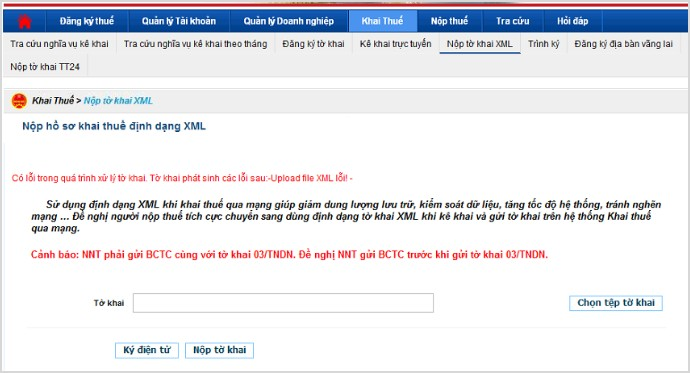 Đăng ký thuế Quản lý Tài khoản Quản lý Doanh nghiệp Khai Thuế Nộp thuế Tra cứu Hỏi đáp
Tra cứu nghĩa vụ kê khai Tra cứu nghĩa vụ kê khai theo tháng Đăng ký tờ khai Kê khai trực tuyến Nộp tờ khai XML Trình ký Đăng ký địa bàn vãng lai
Nộp tờ khai TT24
Khai Thuế > Nộp tờ khai XML
Nộp hồ sơ khai thuế định dạng XML
Có lỗi trong quá trình xử lý tờ khai. Tờ khai phát sinh các lỗi sau:-Upload file XML lỗi! -
Sử dụng định dạng XML khi khai thuế qua mạng giúp giảm dung lượng lưu trữ, kiểm soát dữ liệu, tăng tốc độ hệ thống, tránh nghẽn
mạng ... Đề nghị người nộp thuế tích cực chuyển sang dùng định dạng tờ khai XML khi kê khai và gửi tờ khai trên hệ thống Khai thuế
qua mạng.
Cảnh báo: NNT phải gửi BCTC cùng với tờ khai 03/TNDN. Đề nghị NNT gửi BCTC trước khi gửi tờ khai 03/TNDN.
Tờ khai Chọn tệp tờ khai
Ký điện tử Nộp tờ khai